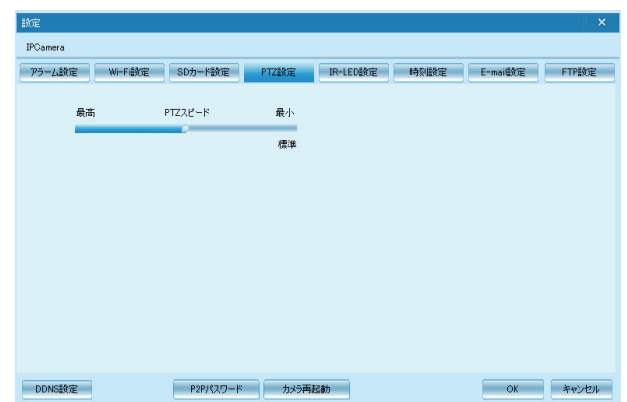 設定
IPCamera
アラーム設定 Wi-Fi設定 SDカード設定 PTZ設定 IR-LED設定 時刻設定 E-mail設定 FTP設定
最高 PTZスピード 最小
標準
DDNS設定 P2Pパスワード カメラ再起動 OK キャンセル